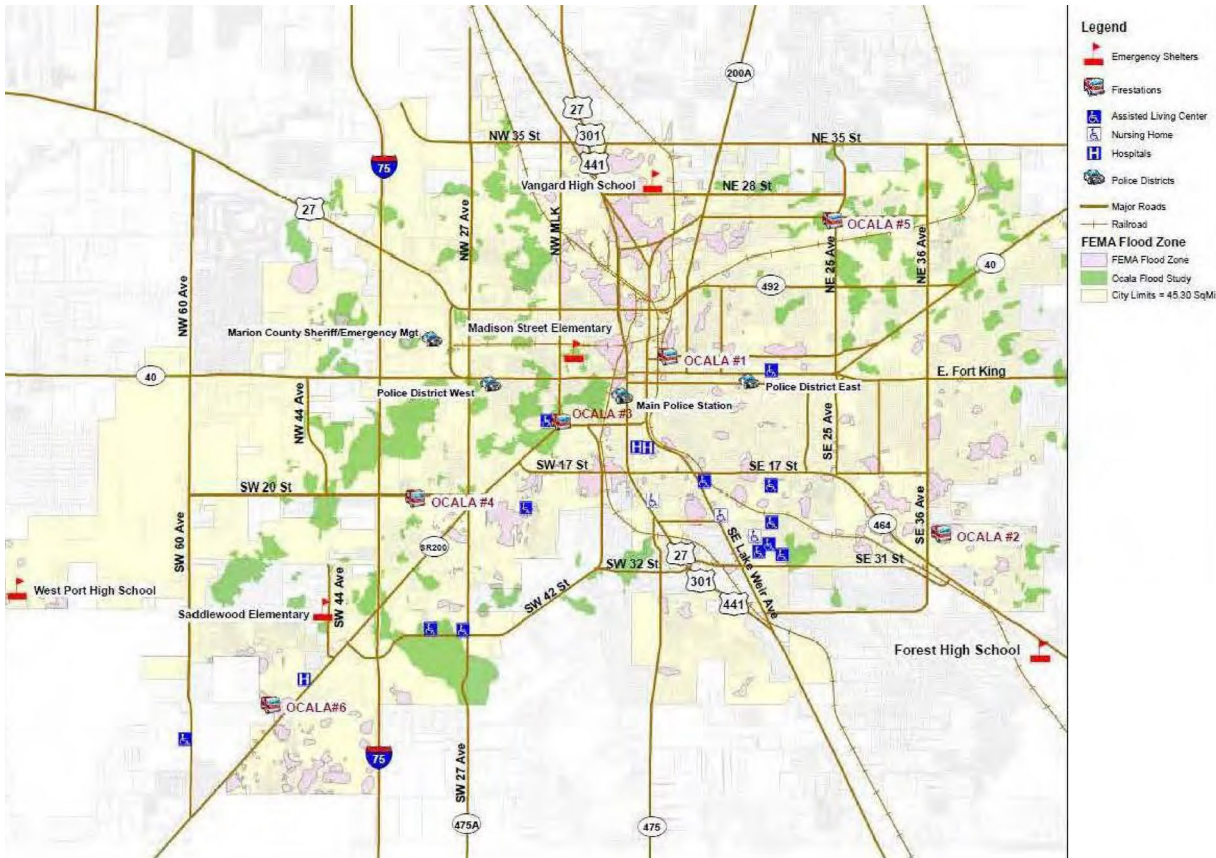 Legend
Emergency Shelters
Firestations
Assisted Living Center
Nursing Home
H Hospitals
Police Districts
Major Roads
Railroad
FEMA Flood Zone
FEMA Flood Zone
Ocala Flood Study
City Limits = 45.30 SqMi
200A
27
301
441
NW 35 St
NE 35 St
75
Vangard High School
NE 28 St
27
NW 27 Ave
NW MLK
OCALA #5
NE 25 Ave
NE 36 Ave
40
492
NW 60 Ave
Marion County Sheriff/Emergency Mgt
Madison Street Elementary
OCALA #1
40
E. Fort King
Police District West
Police District East
Main Police Station
NW 44 Ave
OCALA #3
SE 25 Ave
HH
SW 17 St
SE 17 St
SW 20 St
OCALA #4
464
SE 36 Ave
OCALA #2
SR200
SW 60 Ave
27
SE Lake Weir Ave
SE 31 St
SW 32 St
301
441
West Port High School
SW 44 Ave
SW 42 St
Saddlewood Elementary
Forest High School
H
OCALA#6
75
SW 27 Ave
475A
475